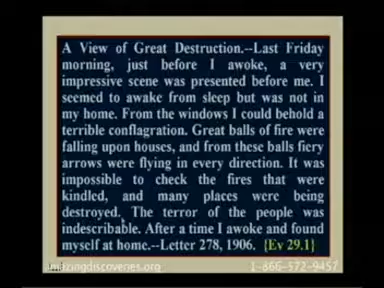 A View of Great Destruction.--Last Friday
morning, just before I awoke, a very
impressive scene was presented before me. I
seemed to awake from sleep but was not in
my home. From the windows I could behold a
terrible conflagration. Great balls of fire were
falling upon houses, and from these balls fiery
arrows were flying in every direction. It was
impossible to check the fires that were
kindled, and many places were being
destroyed. The terror of the people was
indescribable. After a time I awoke and found
myself at home.--Letter 278, 1906. {Ev 29.1}
amazingdiscoveries.org 1-866-572-9457